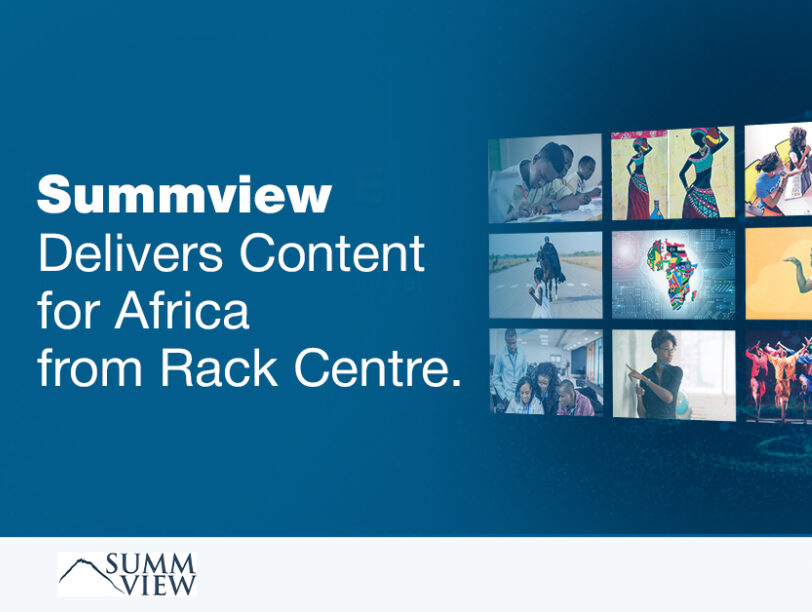 Summview
Delivers Content
for Africa
from Rack Centre.
SUMM
VIEW